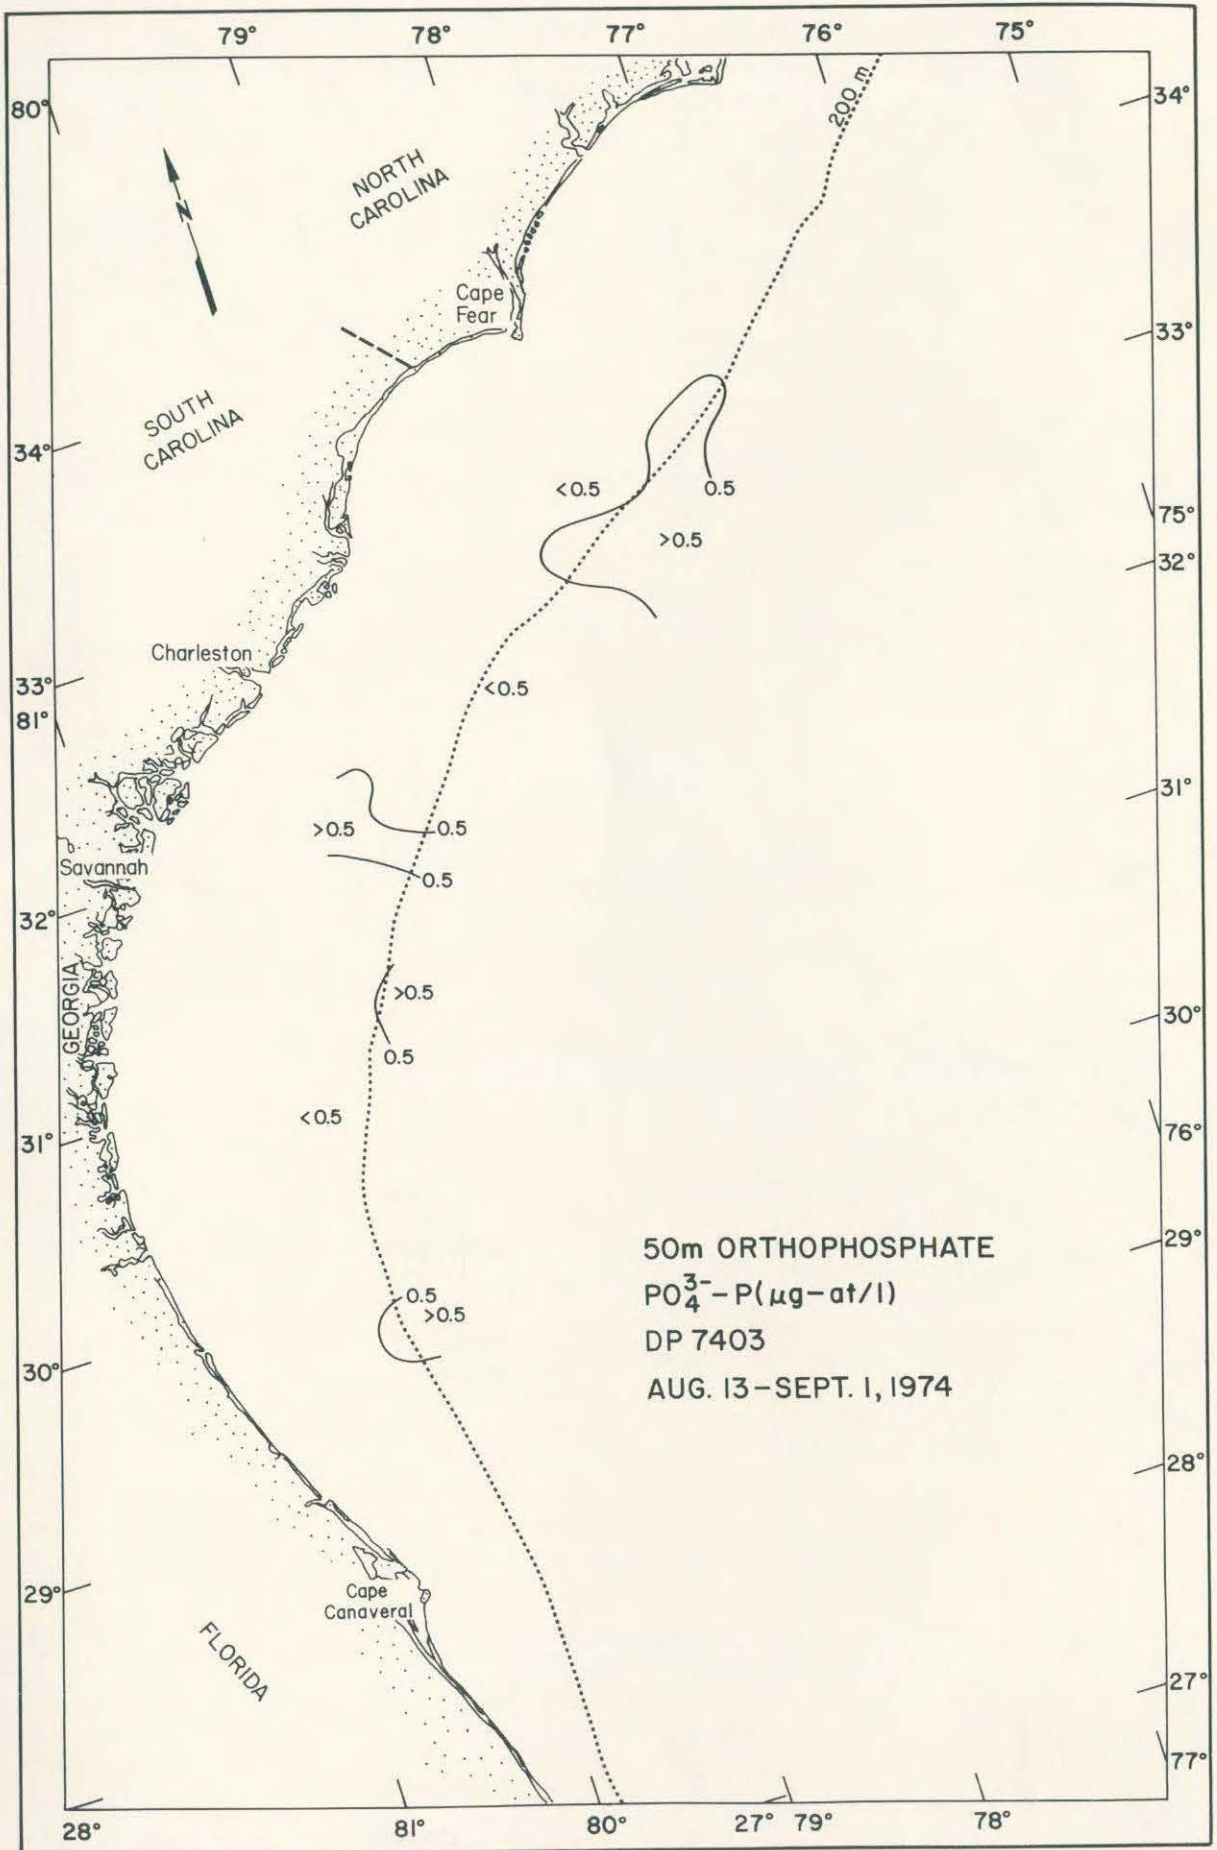 79° 78° 77° 76° 75°
80°
200 m
34°
NORTH
CAROLINA
Cape
Fear
33°
SOUTH
CAROLINA
34°
<0.5 0.5
75°
>0.5
32°
Charleston
33°
<0.5
81°
31°
>0.5 0.5
Savannah
0.5
32°
GEORGIA
>0.5
30°
0.5
<0.5
76°
31°
50m ORTHOPHOSPHATE
29°
0.5
PO₄³⁻-P(µg-at/l)
>0.5
DP 7403
30°
AUG. 13-SEPT. 1, 1974
28°
29°
Cape
Canaveral
FLORIDA
27°
77°
28° 81° 80° 27° 79° 78°
N